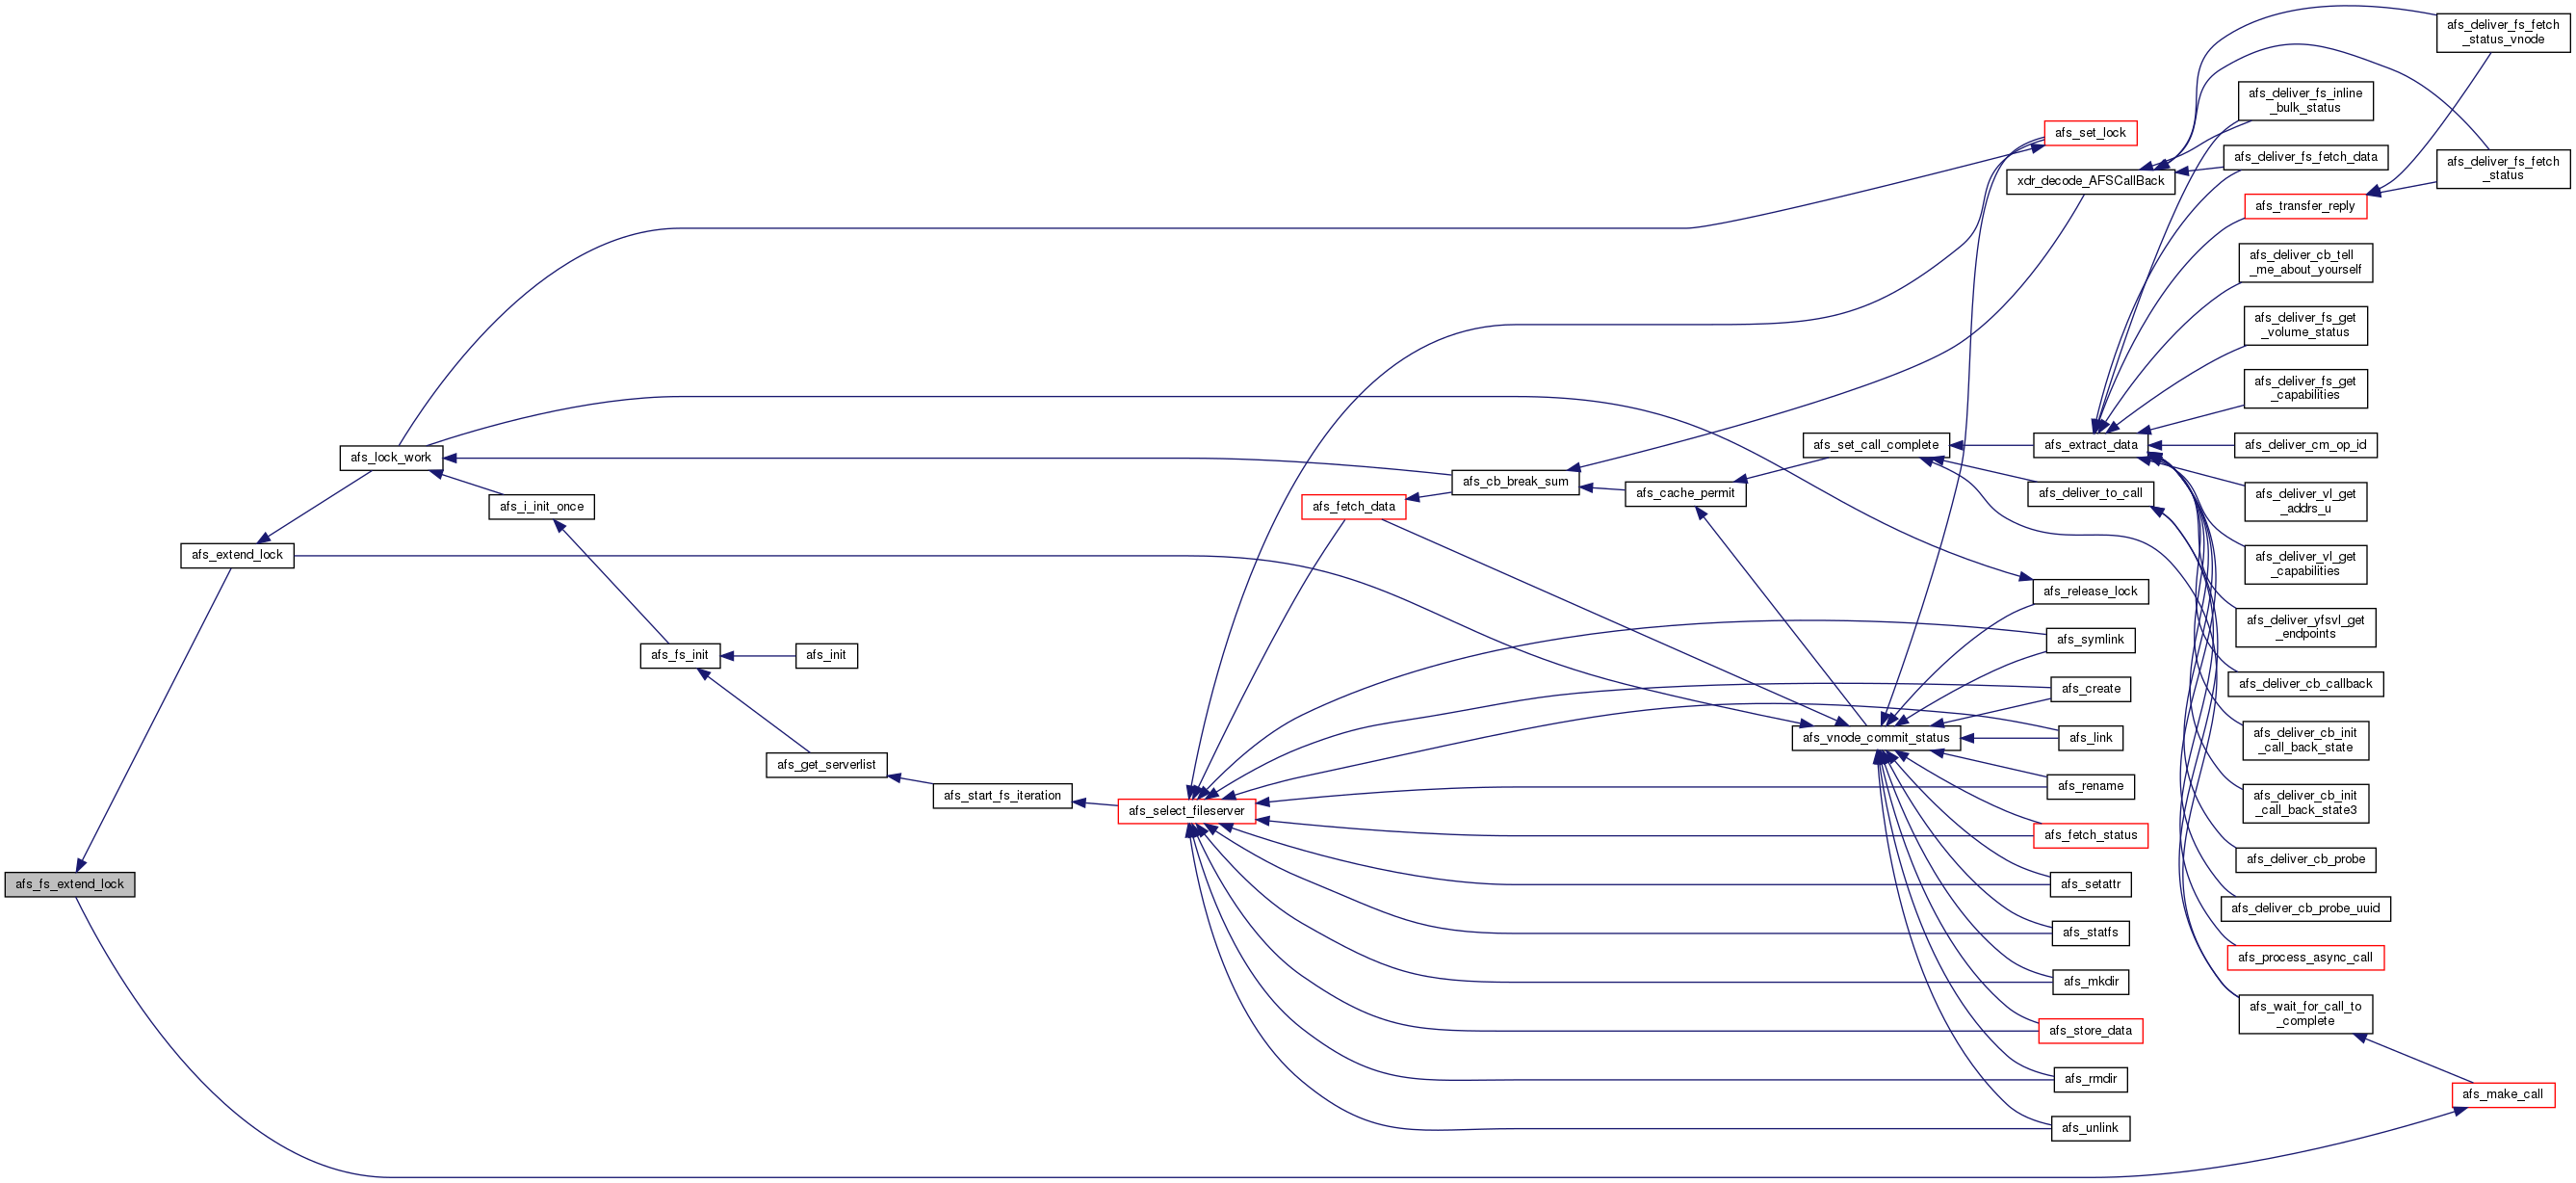 afs_fs_extend_lock
afs_extend_lock
afs_lock_work
afs_i_init_once
afs_fs_init
afs_init
afs_get_serverlist
afs_start_fs_iteration
afs_select_fileserver
afs_fetch_data
afs_cb_break_sum
afs_cache_permit
afs_set_call_complete
afs_vnode_commit_status
afs_set_lock
xdr_decode_AFSCallBack
afs_extract_data
afs_deliver_to_call
afs_release_lock
afs_symlink
afs_create
afs_link
afs_rename
afs_fetch_status
afs_setattr
afs_statfs
afs_mkdir
afs_store_data
afs_rmdir
afs_unlink
afs_deliver_fs_inline
_bulk_status
afs_deliver_fs_fetch_data
afs_transfer_reply
afs_deliver_cb_tell
_me_about_yourself
afs_deliver_fs_get
_volume_status
afs_deliver_fs_get
_capabilities
afs_deliver_cm_op_id
afs_deliver_vl_get
_addrs_u
afs_deliver_vl_get
_capabilities
afs_deliver_yfsvl_get
_endpoints
afs_deliver_cb_callback
afs_deliver_cb_init
_call_back_state
afs_deliver_cb_init
_call_back_state3
afs_deliver_cb_probe
afs_deliver_cb_probe_uuid
afs_process_async_call
afs_wait_for_call_to
_complete
afs_deliver_fs_fetch
_status_vnode
afs_deliver_fs_fetch
_status
afs_make_call